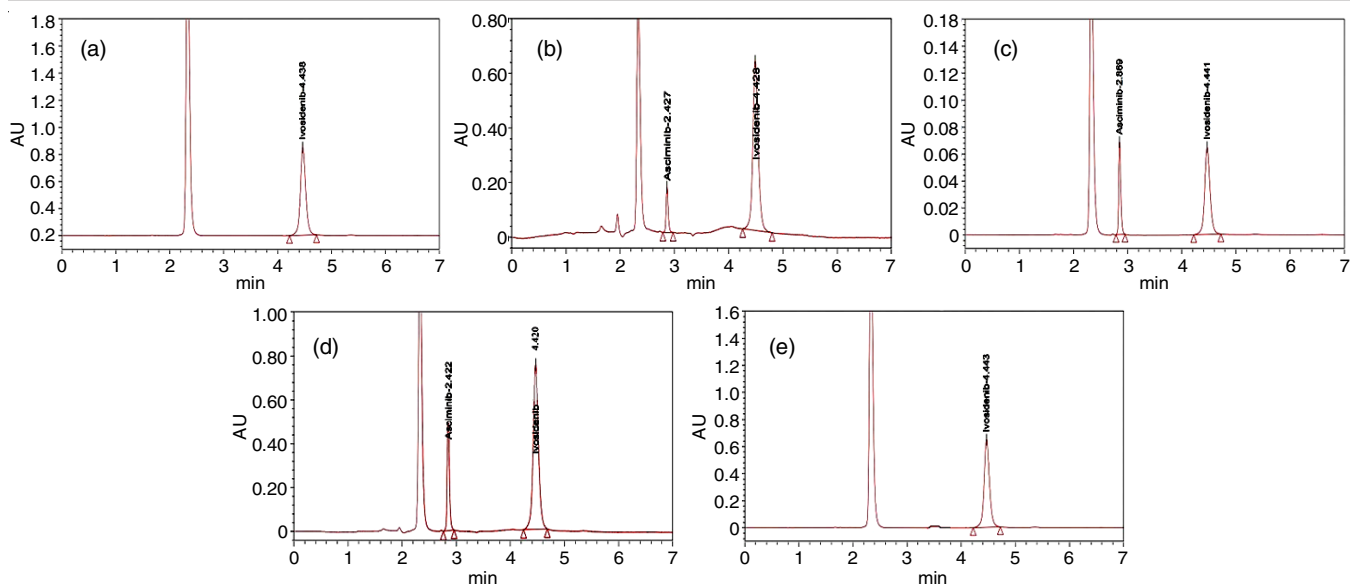 (a)
AU
1.8
1.6
1.4
1.2
1.0
0.8
0.6
0.4
0.2
Ivosidenib-4.438
0 1 2 3 4 5 6 7
min
(b)
AU
0.80
0.60
0.40
0.20
0
Asciminib-2.427
Ivosidenib-4.428
0 1 2 3 4 5 6 7
min
(c)
AU
0.18
0.16
0.14
0.12
0.10
0.08
0.06
0.04
0.02
0
Asciminib-2.869
Ivosidenib-4.441
0 1 2 3 4 5 6 7
min
(d)
AU
1.00
0.80
0.60
0.40
0.20
0
Asciminib-2.422
Ivosidenib
4.420
0 1 2 3 4 5 6 7
min
(e)
AU
1.6
1.4
1.2
1.0
0.8
0.6
0.4
0.2
0
Ivosidenib-4.443
0 1 2 3 4 5 6 7
min